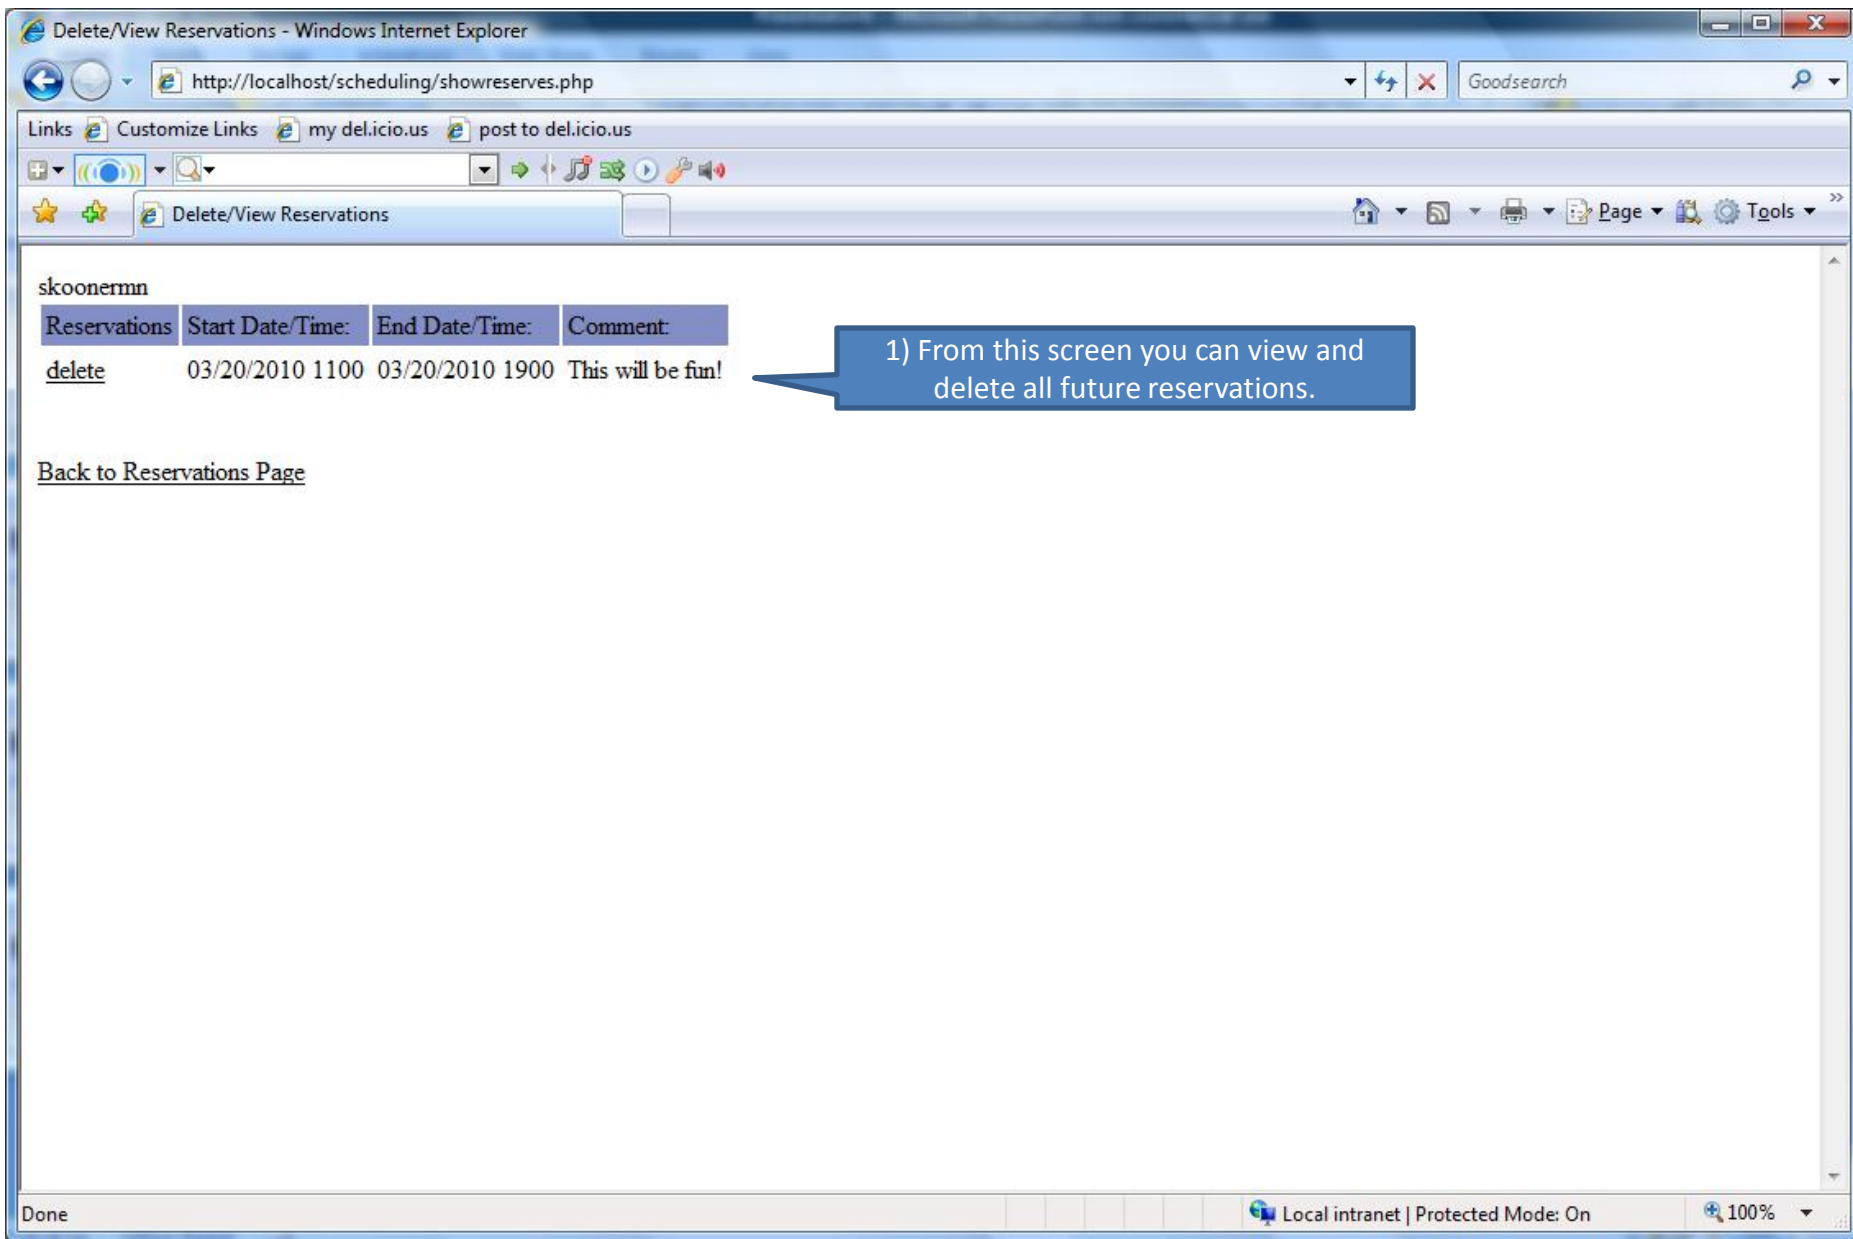 Delete/View Reservations - Windows Internet Explorer
http://localhost/scheduling/showreserves.php
Goodsearch
Links Customize Links my del.icio.us post to del.icio.us
Delete/View Reservations
Page Tools
skoonermn
Reservations Start Date/Time: End Date/Time: Comment:
delete 03/20/2010 1100 03/20/2010 1900 This will be fun!
1) From this screen you can view and
delete all future reservations.
Back to Reservations Page
Done
Local intranet | Protected Mode: On
100%